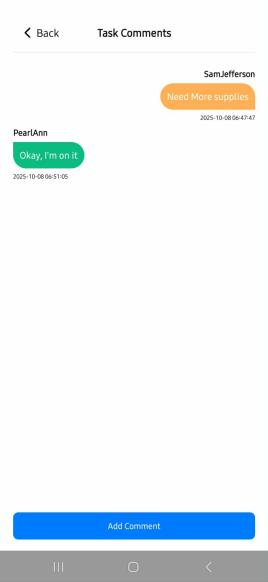 Back
Task Comments
SamJefferson
Need More supplies
2025-10-08 06:47:47
PearlAnn
Okay, I'm on it
2025-10-08 06:51:05
Add Comment